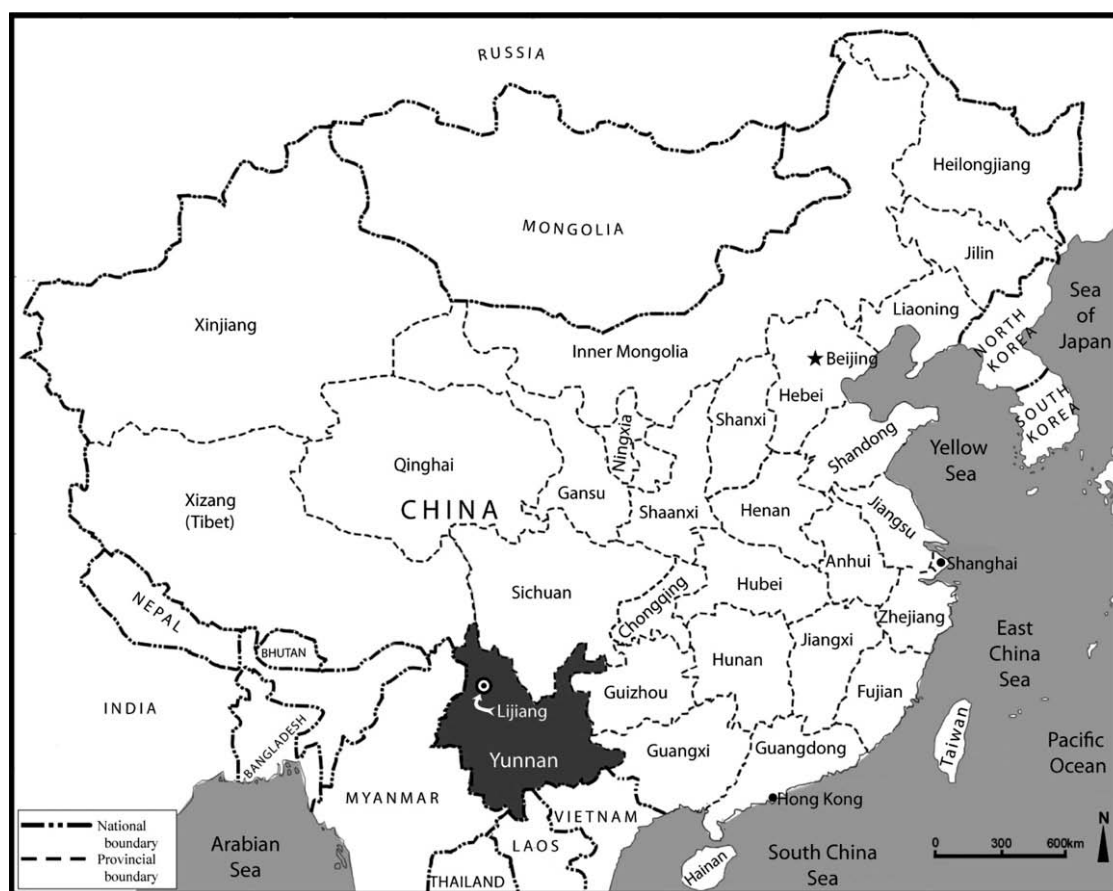 RUSSIA
Heilongjiang
MONGOLIA
Jilin
Xinjiang
Liaoning
Sea
of
Japan
NORTH
KOREA
Inner Mongolia
Beijing
Hebei
Shanxi
SOUTH
KOREA
Ningxia
Shandong
Yellow
Sea
Qinghai
Gansu
Xizang
(Tibet)
CHINA
Shaanxi
Henan
Jiangsu
Anhui
Shanghai
Sichuan
Chongqing
Hubei
NEPAL
Zhejiang
BHUTAN
Jiangxi
East
China
Sea
Hunan
Guizhou
Fujian
INDIA
Lijiang
BANGLADESH
Yunnan
Guangxi
Guangdong
Taiwan
Pacific
Ocean
MYANMAR
Hong Kong
VIETNAM
National
boundary
Provincial
boundary
Arabian
Sea
LAOS
THAILAND
Hainan
South China
Sea
N
0 300 600km